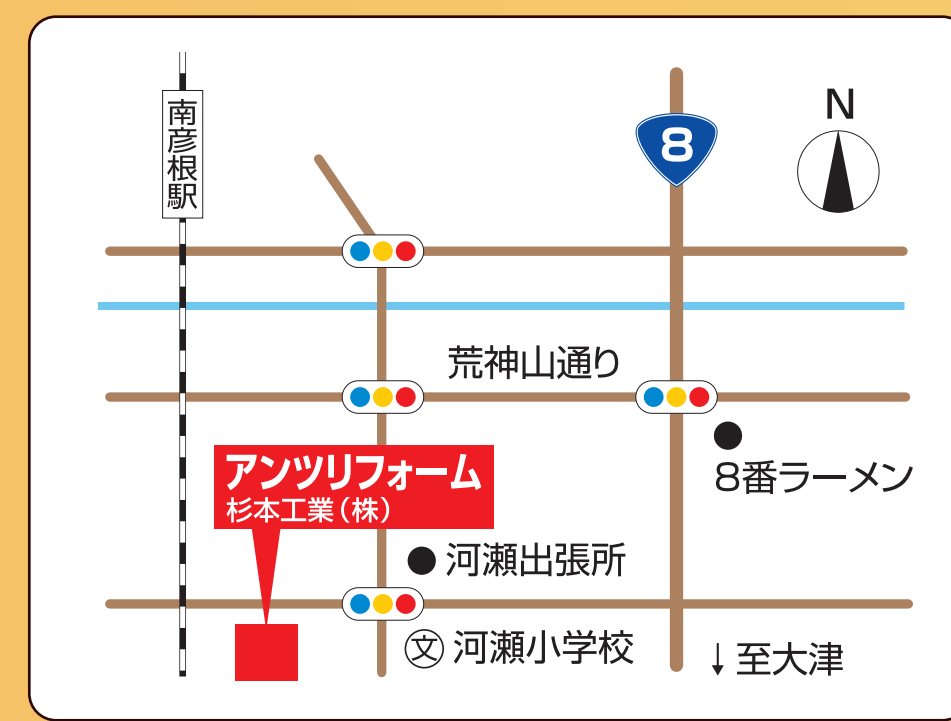 南彦根駅
8
N
荒神山通り
8番ラーメン
アンツリフォーム
杉本工業(株)
河瀬出張所
文 河瀬小学校
↓至大津